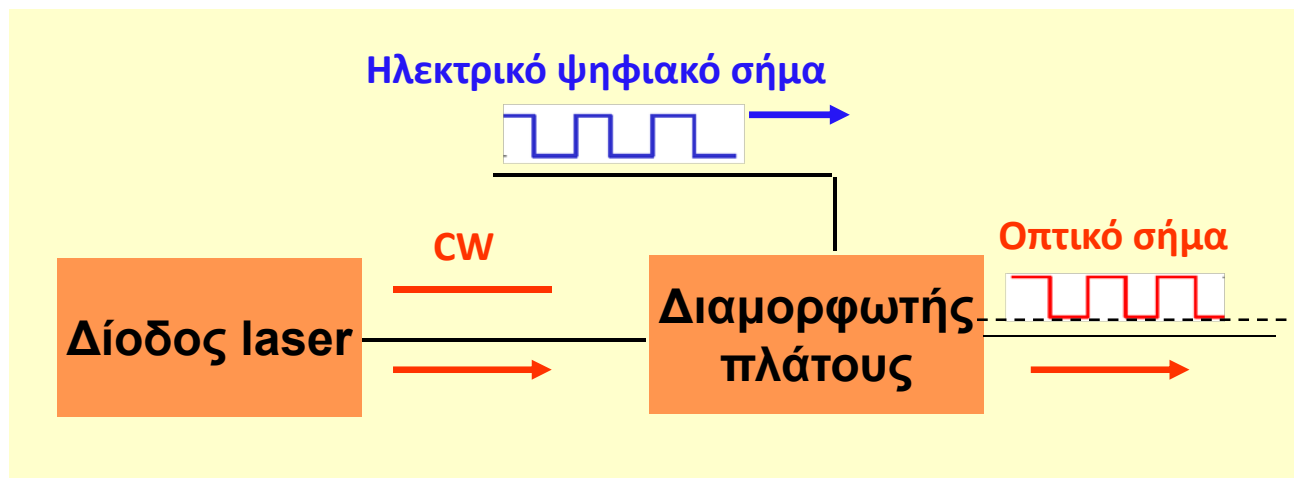 Ηλεκτρικό ψηφιακό σήμα
CW
Οπτικό σήμα
Δίοδος laser
Διαμορφωτής
πλάτους